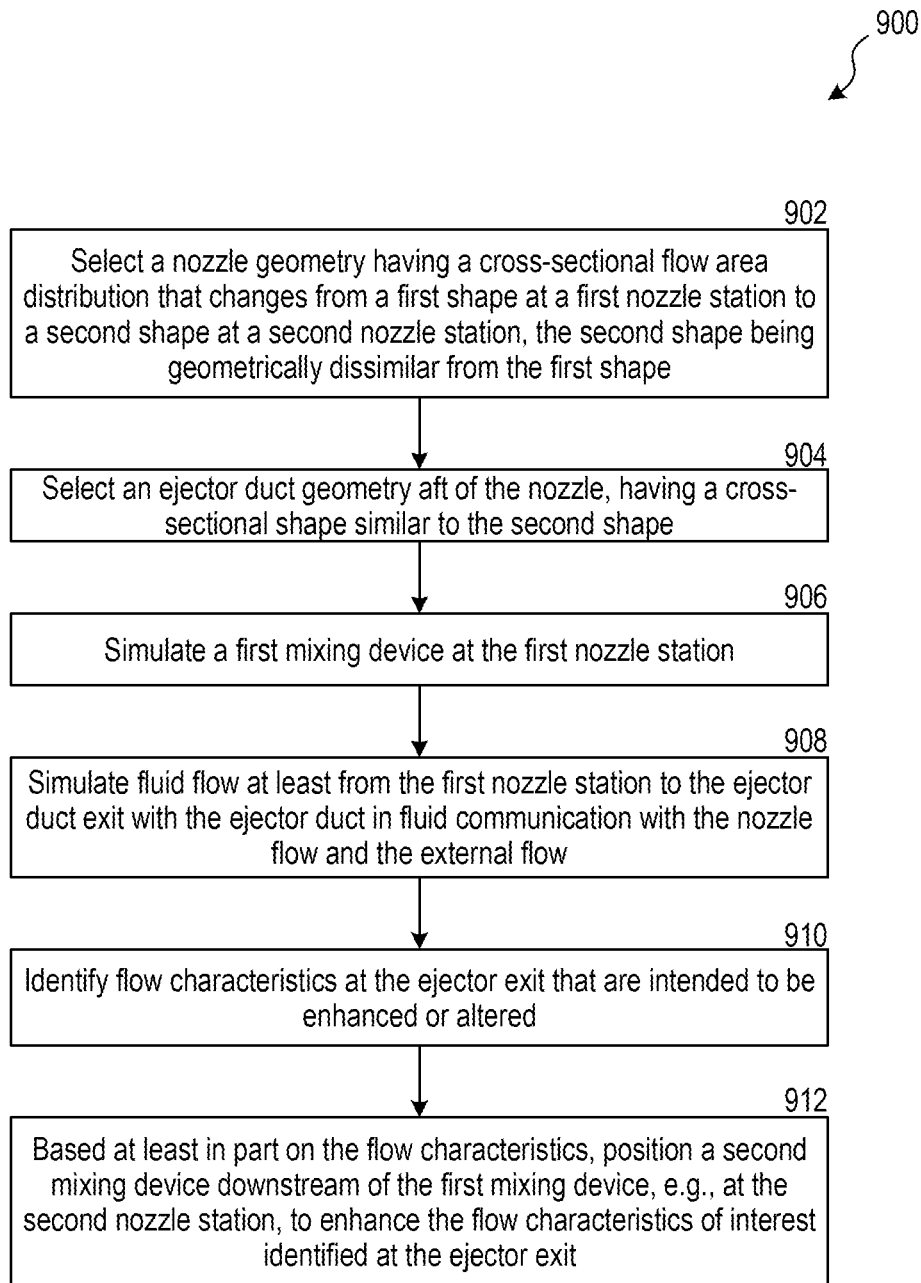 900
902
Select a nozzle geometry having a cross-sectional flow area
distribution that changes from a first shape at a first nozzle station to
a second shape at a second nozzle station, the second shape being
geometrically dissimilar from the first shape
904
Select an ejector duct geometry aft of the nozzle, having a cross-
sectional shape similar to the second shape
906
Simulate a first mixing device at the first nozzle station
908
Simulate fluid flow at least from the first nozzle station to the ejector
duct exit with the ejector duct in fluid communication with the nozzle
flow and the external flow
910
Identify flow characteristics at the ejector exit that are intended to be
enhanced or altered
912
Based at least in part on the flow characteristics, position a second
mixing device downstream of the first mixing device, e.g., at the
second nozzle station, to enhance the flow characteristics of interest
identified at the ejector exit